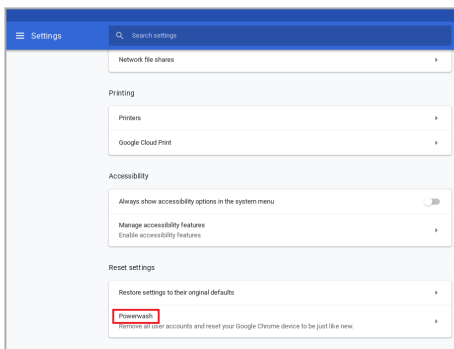 Settings
Search settings
Network file shares
Printing
Printers
Google Cloud Print
Accessibility
Always show accessibility options in the system menu
Manage accessibility features
Enable accessibility features
Reset settings
Restore settings to their original defaults
Powerwash
Remove all user accounts and reset your Google Chrome device to be just like new.